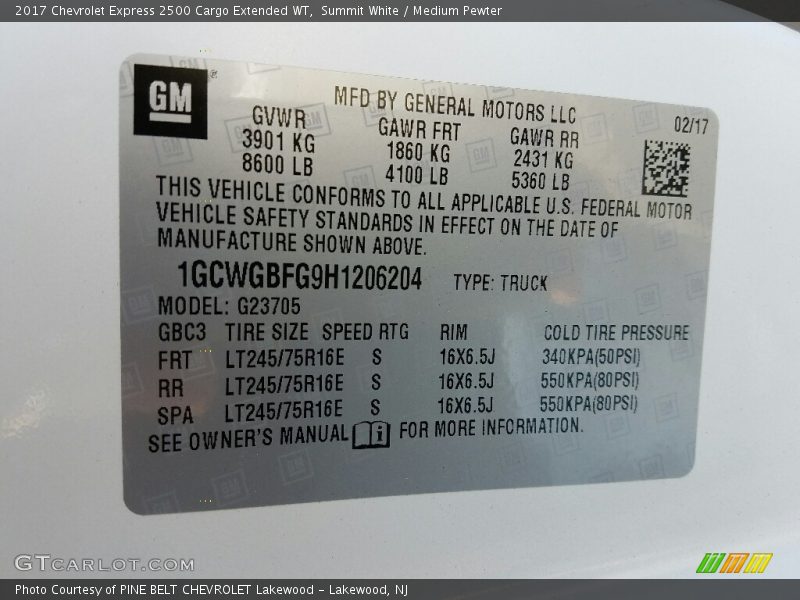 2017 Chevrolet Express 2500 Cargo Extended WT,  Summit White / Medium Pewter
GM
®
MFD BY GENERAL MOTORS LLC
02/17
GVWR GAWR FRT GAWR RR
3901 KG 1860 KG 2431 KG
8600 LB 4100 LB 5360 LB
THIS VEHICLE CONFORMS TO ALL APPLICABLE U.S. FEDERAL MOTOR
VEHICLE SAFETY STANDARDS IN EFFECT ON THE DATE OF
MANUFACTURE SHOWN ABOVE.
1GCWGBFG9H1206204 TYPE: TRUCK
MODEL: G23705
GBC3 TIRE SIZE SPEED RTG RIM COLD TIRE PRESSURE
FRT LT245/75R16E S 16X6.5J 340KPA(50PSI)
RR LT245/75R16E S 16X6.5J 550KPA(80PSI)
SPA LT245/75R16E S 16X6.5J 550KPA(80PSI)
SEE OWNER'S MANUAL FOR MORE INFORMATION.
GTCARLOT.COM
Photo Courtesy of PINE BELT CHEVROLET Lakewood - Lakewood, NJ